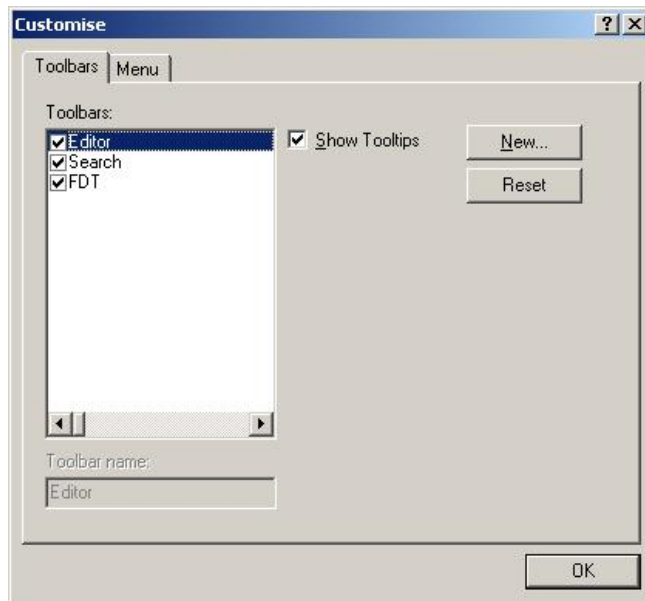 Customise
Toolbars
Menu
Toolbars:
Editor
Search
FDT
Show Tooltips
New...
Reset
Toolbar name:
Editor
OK